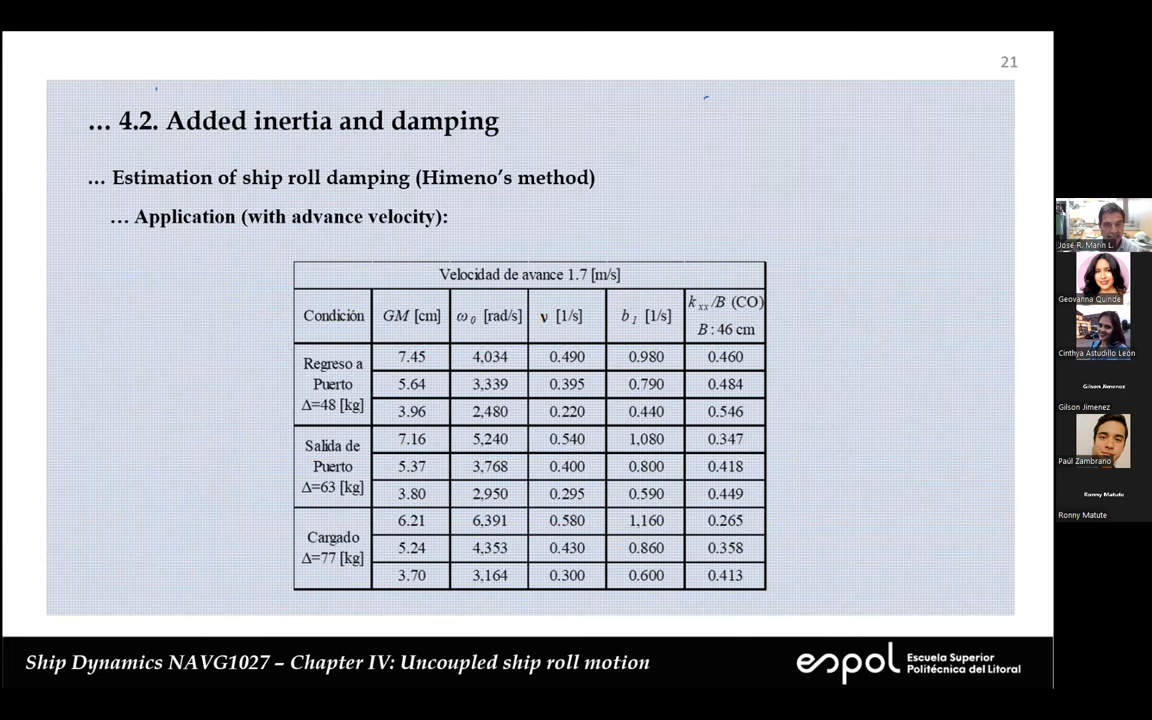 21
... 4.2. Added inertia and damping
... Estimation of ship roll damping (Himeno's method)
... Application (with advance velocity):
Velocidad de avance 1.7 [m/s]
Condición GM [cm] ω0 [rad/s] ν [1/s] b1 [1/s] kxx/B (CO) B: 46 cm
Regreso a Puerto Δ=48 [kg]
7.45 4,034 0.490 0.980 0.460
5.64 3,339 0.395 0.790 0.484
3.96 2,480 0.220 0.440 0.546
Salida de Puerto Δ=63 [kg]
7.16 5,240 0.540 1,080 0.347
5.37 3,768 0.400 0.800 0.418
3.80 2,950 0.295 0.590 0.449
Cargado Δ=77 [kg]
6.21 6,391 0.580 1,160 0.265
5.24 4,353 0.430 0.860 0.358
3.70 3,164 0.300 0.600 0.413
Ship Dynamics NAVG1027 – Chapter IV: Uncoupled ship roll motion
espol Escuela Superior
Politécnica del Litoral
José R. Marín L.
Geovanna Quinde
Cinthya Astudillo León
Gilson Jimenez
Gilson Jimenez
Paúl Zambrano
Ronny Matute
Ronny Matute